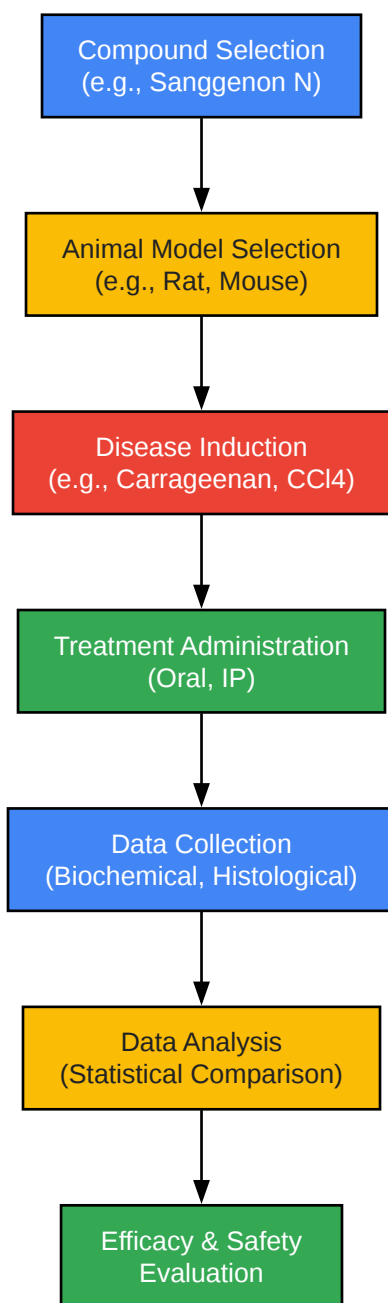 Compound Selection
(e.g., Sanggenon N)
Animal Model Selection
(e.g., Rat, Mouse)
Disease Induction
(e.g., Carrageenan, CCl4)
Treatment Administration
(Oral, IP)
Data Collection
(Biochemical, Histological)
Data Analysis
(Statistical Comparison)
Efficacy & Safety
Evaluation